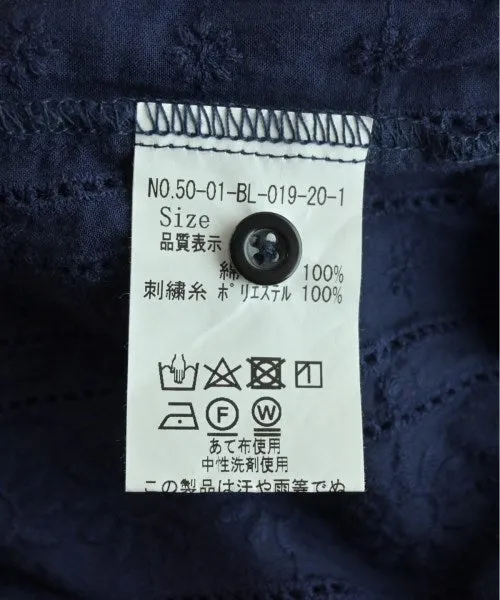 NO.50-01-BL-019-20-1
Size
品質表示
綿 100%
刺繍糸 ポリエステル 100%
F W
あて布使用
中性洗剤使用
この製品は汗や雨等でぬ